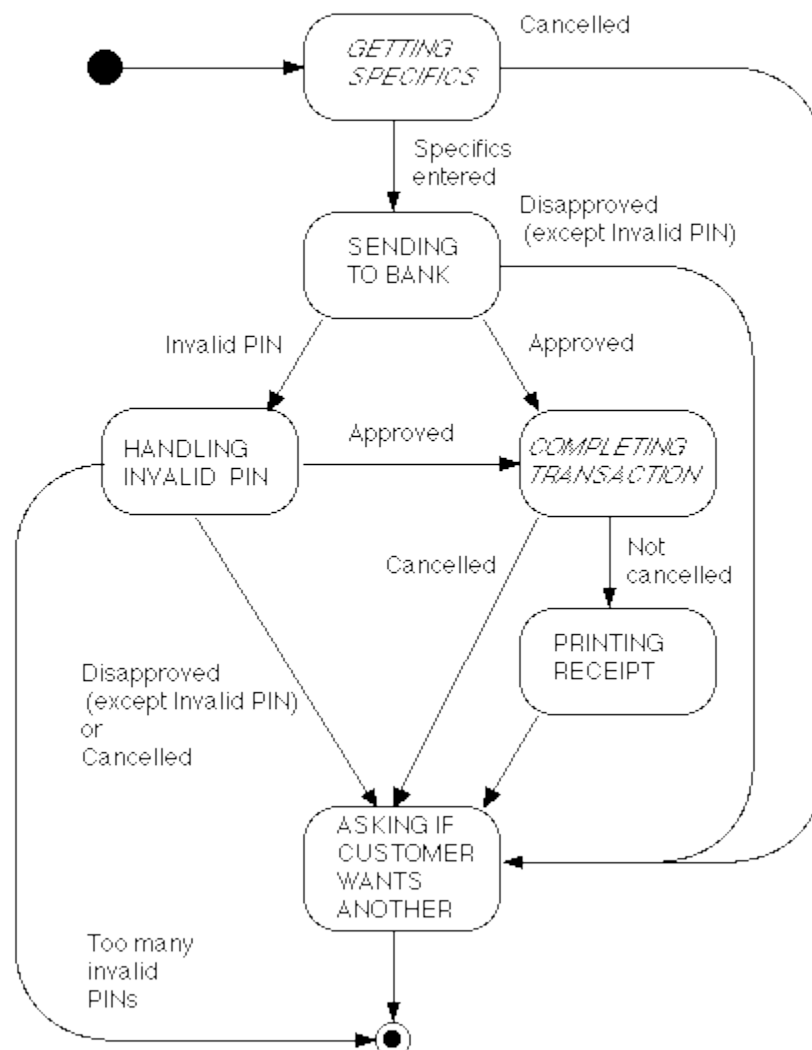 Cancelled
GETTING
SPECIFICS
Specifics
entered
Disapproved
(except Invalid PIN)
SENDING
TO BANK
Invalid PIN
Approved
HANDLING
INVALID PIN
Approved
COMPLETING
TRANSACTION
Cancelled
Not
cancelled
PRINTING
RECEIPT
Disapproved
(except Invalid PIN)
or
Cancelled
ASKING IF
CUSTOMER
WANTS
ANOTHER
Too many
invalid
PINs